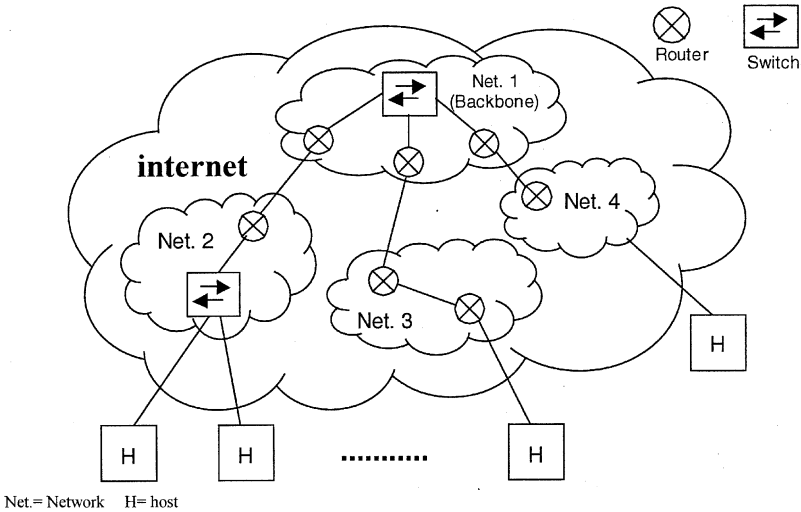 Router
Switch
Net. 1
(Backbone)
internet
Net. 2
Net. 4
Net. 3
H
H
H
H
Net.= Network H= host